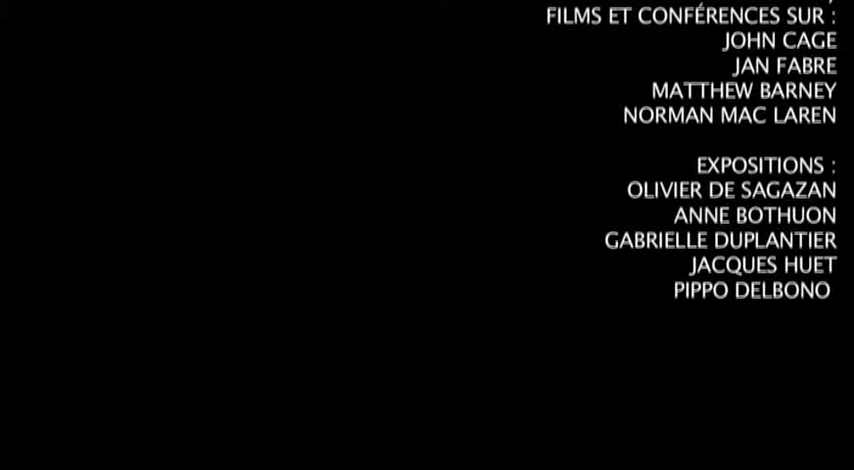 FILMS ET CONFÉRENCES SUR :
JOHN CAGE
JAN FABRE
MATTHEW BARNEY
NORMAN MAC LAREN
EXPOSITIONS :
OLIVIER DE SAGAZAN
ANNE BOTHUON
GABRIELLE DUPLANTIER
JACQUES HUET
PIPPO DELBONO